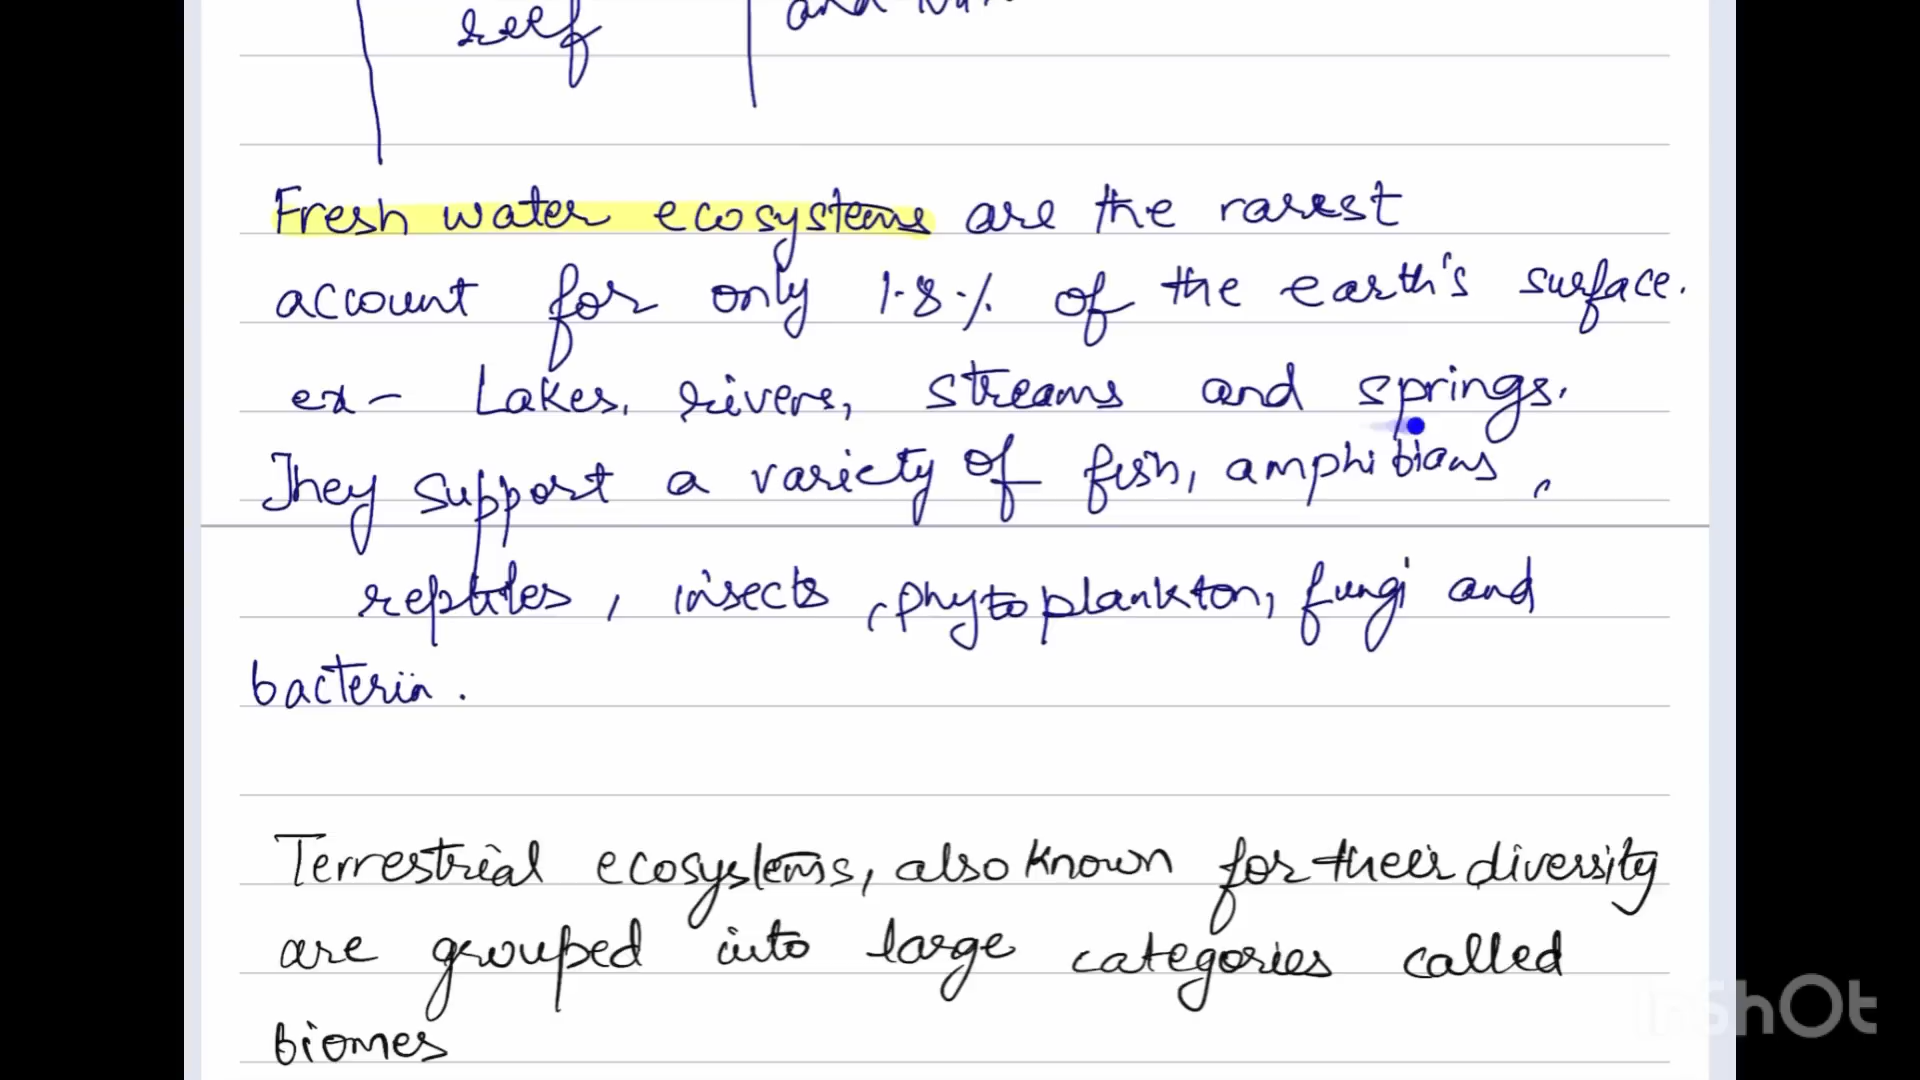 reef and
Fresh water ecosystems are the rarest
account for only 1.8% of the earth's surface.
ex- Lakes, rivers, streams and springs.
They support a variety of fish, amphibians,
reptiles, insects, phytoplankton, fungi and
bacteria.
Terrestrial ecosystems, also known for their diversity
are grouped into large categories called
biomes
InShOt